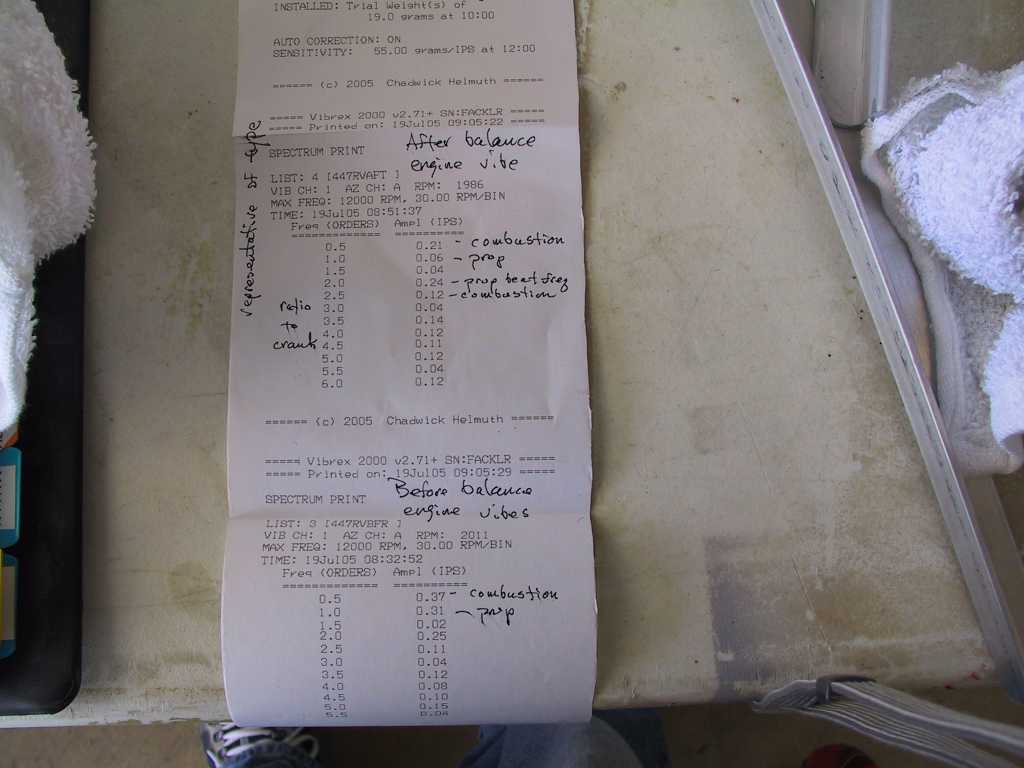 INSTALLED: Trial Weight(s) of
19.0 grams at 10:00
AUTO CORRECTION: ON
SENSITIVITY: 55.00 grams/IPS at 12:00
====== (c) 2005 Chadwick Helmuth ======
===== Vibrex 2000 v2.71+ SN:FACKLR =====
===== Printed on: 19Jul05 09:05:22 =====
representative of type
SPECTRUM PRINT After balance
engine vibe
LIST: 4 [447RVAFT ]
VIB CH: 1 AZ CH: A RPM: 1986
MAX FREQ: 12000 RPM, 30.00 RPM/BIN
TIME: 19Jul05 08:51:37
Freq (ORDERS) Ampl (IPS)
============= ==========
0.5 0.21 - combustion
1.0 0.06 - prop
1.5 0.04
2.0 0.24 - prop beat freq
2.5 0.12 - combustion
3.0 0.04
3.5 0.14
4.0 0.12
4.5 0.11
5.0 0.12
5.5 0.04
6.0 0.12
ratio
to
crank
====== (c) 2005 Chadwick Helmuth ======
===== Vibrex 2000 v2.71+ SN:FACKLR =====
===== Printed on: 19Jul05 09:05:29 =====
SPECTRUM PRINT Before balance
engine vibes
LIST: 3 [447RVBFR ]
VIB CH: 1 AZ CH: A RPM: 2011
MAX FREQ: 12000 RPM, 30.00 RPM/BIN
TIME: 19Jul05 08:32:52
Freq (ORDERS) Ampl (IPS)
============= ==========
0.5 0.37 - combustion
1.0 0.31 - prop
1.5 0.02
2.0 0.25
2.5 0.11
3.0 0.04
3.5 0.12
4.0 0.08
4.5 0.10
5.0 0.15
5.5 0.04